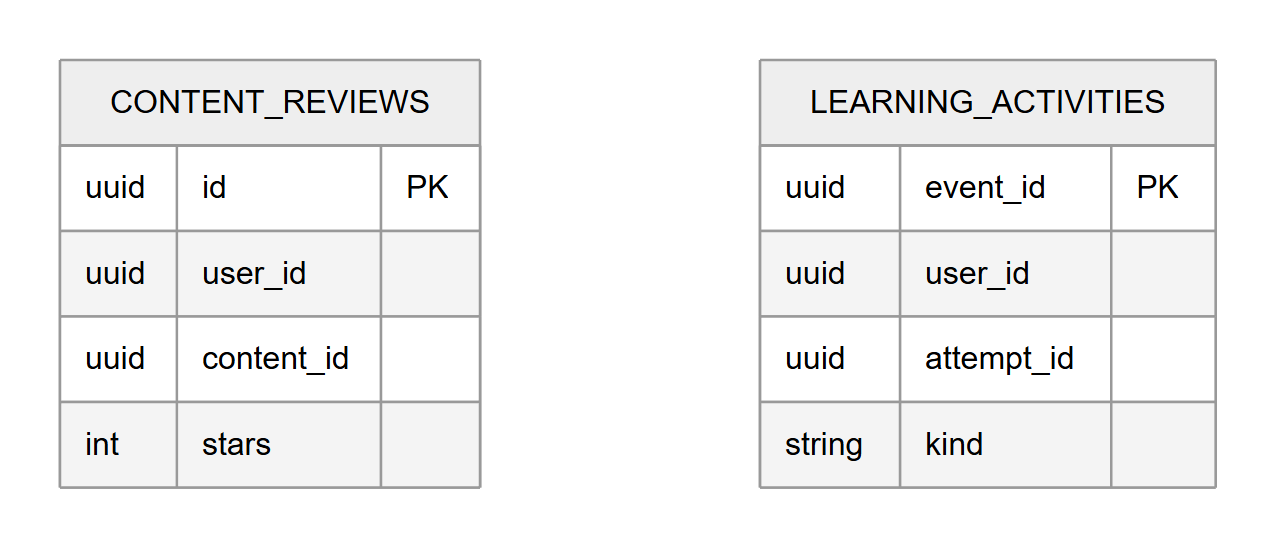 CONTENT_REVIEWS
uuid id PK
uuid user_id
uuid content_id
int stars
LEARNING_ACTIVITIES
uuid event_id PK
uuid user_id
uuid attempt_id
string kind